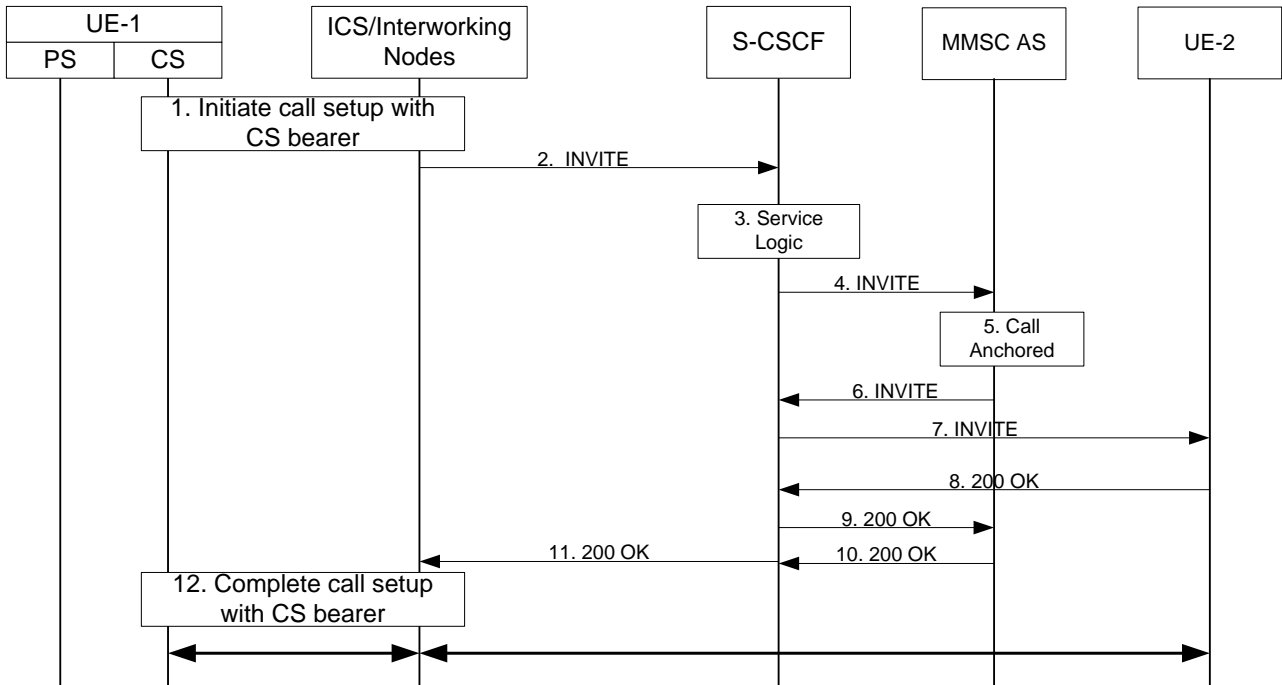 UE-1
PS
CS
ICS/Interworking
Nodes
S-CSCF
MMSC AS
UE-2
1. Initiate call setup with
CS bearer
2. INVITE
3. Service
Logic
4. INVITE
5. Call
Anchored
6. INVITE
7. INVITE
8. 200 OK
9. 200 OK
11. 200 OK
10. 200 OK
12. Complete call setup
with CS bearer